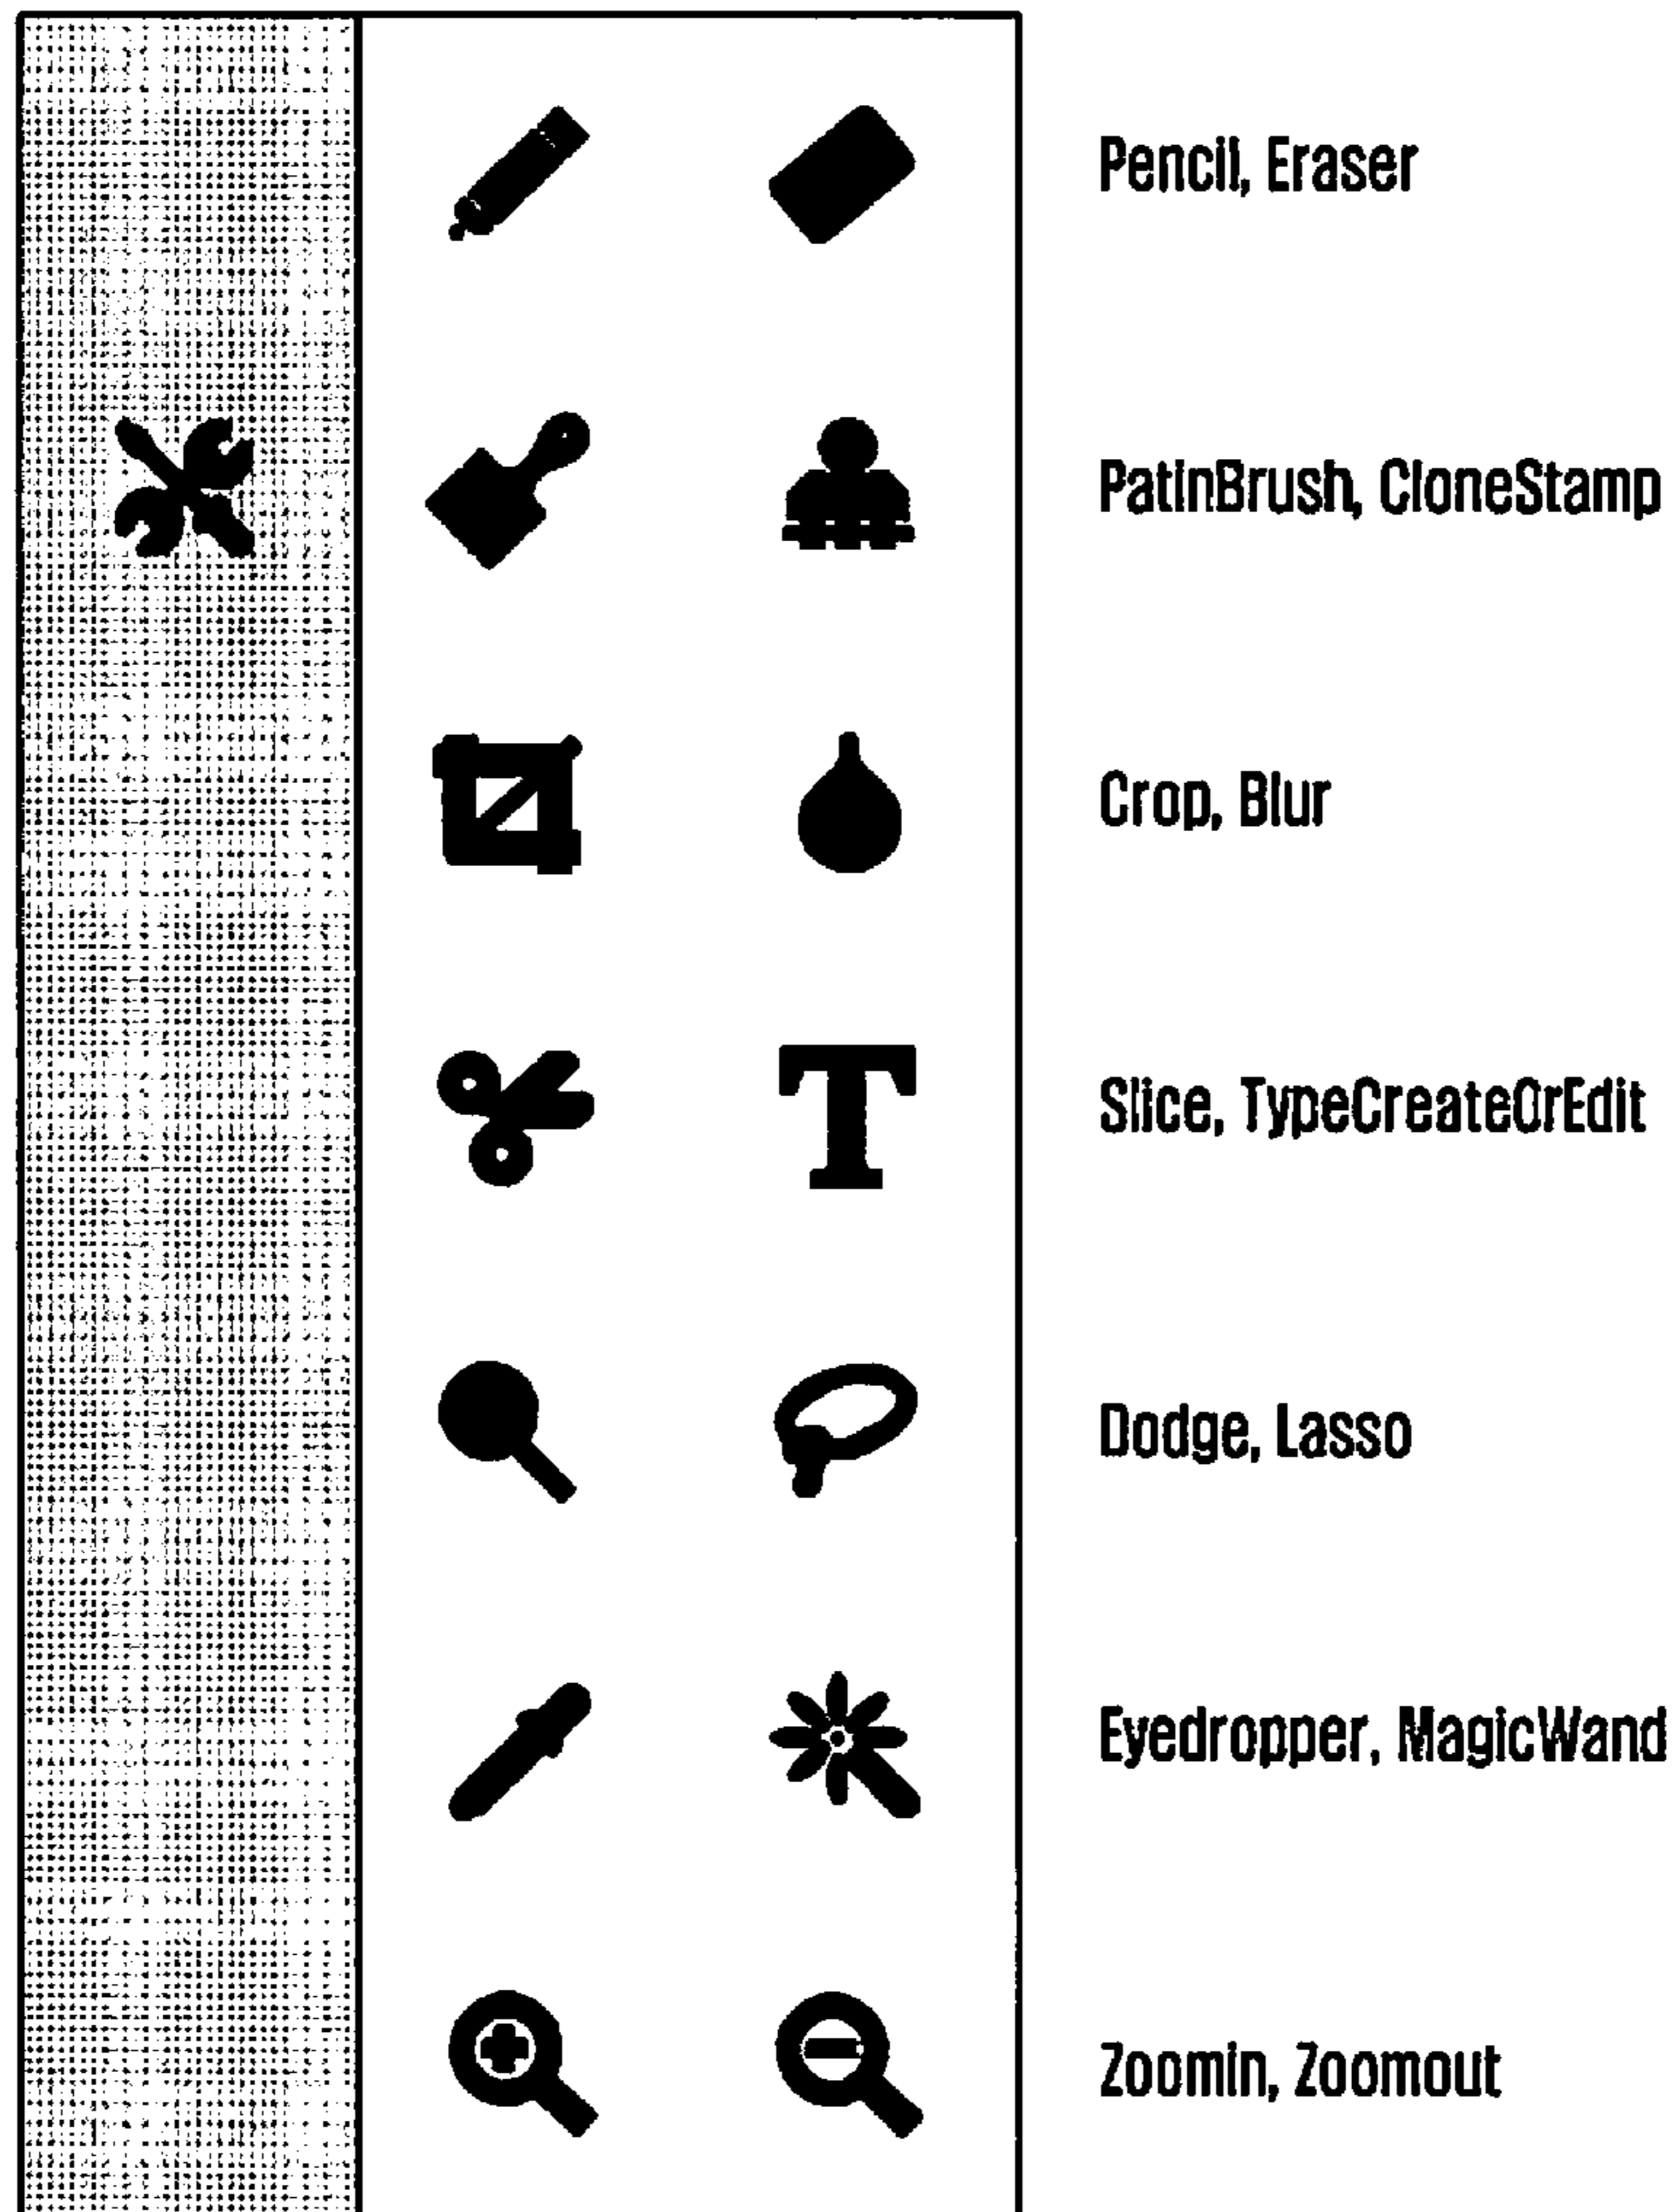 Pencil, Eraser
PatinBrush, CloneStamp
Crop, Blur
Slice, TypeCreateOrEdit
Dodge, Lasso
Eyedropper, MagicWand
Zoomin, Zoomout